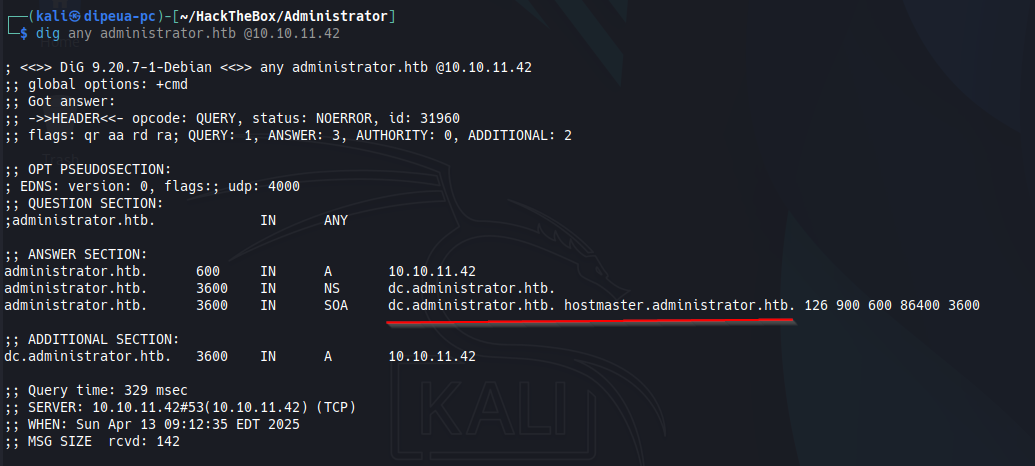 ┌──(kali㉿dipeua-pc)-[~/HackTheBox/Administrator]
└─$ dig any administrator.htb @10.10.11.42
; <<>> DiG 9.20.7-1-Debian <<>> any administrator.htb @10.10.11.42
;; global options: +cmd
;; Got answer:
;; ->>HEADER<<- opcode: QUERY, status: NOERROR, id: 31960
;; flags: qr aa rd ra; QUERY: 1, ANSWER: 3, AUTHORITY: 0, ADDITIONAL: 2
;; OPT PSEUDOSECTION:
; EDNS: version: 0, flags:; udp: 4000
;; QUESTION SECTION:
;administrator.htb. IN ANY
;; ANSWER SECTION:
administrator.htb. 600 IN A 10.10.11.42
administrator.htb. 3600 IN NS dc.administrator.htb.
administrator.htb. 3600 IN SOA dc.administrator.htb. hostmaster.administrator.htb. 126 900 600 86400 3600
;; ADDITIONAL SECTION:
dc.administrator.htb. 3600 IN A 10.10.11.42
;; Query time: 329 msec
;; SERVER: 10.10.11.42#53(10.10.11.42) (TCP)
;; WHEN: Sun Apr 13 09:12:35 EDT 2025
;; MSG SIZE rcvd: 142
KALI